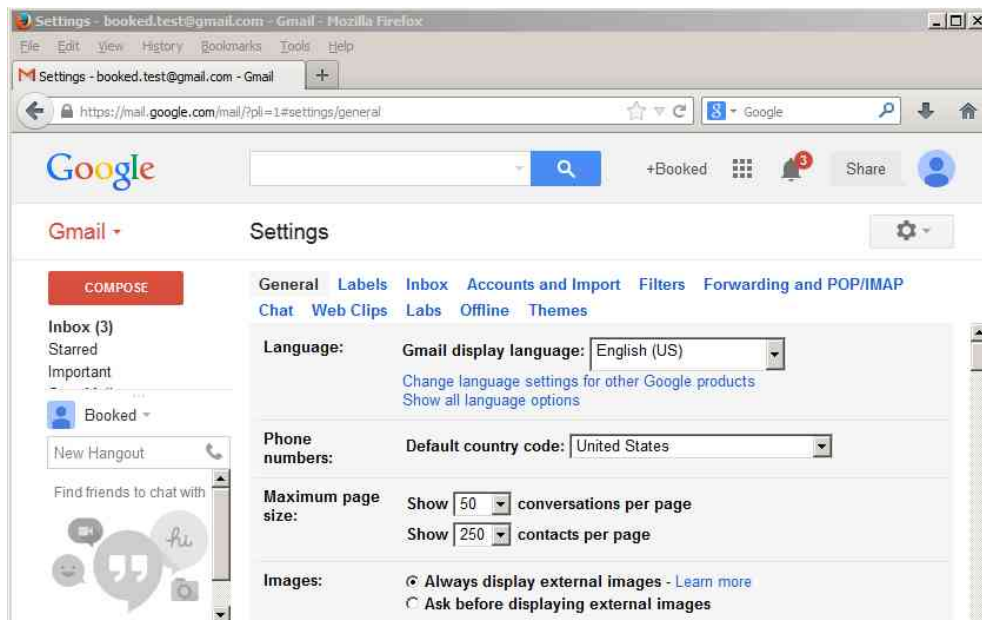 Settings - booked.test@gmail.com - Gmail - Mozilla Firefox
File Edit View History Bookmarks Tools Help
Settings - booked.test@gmail.com - Gmail +
https://mail.google.com/mail/?pli=1#settings/general Google
Google +Booked 3 Share
Gmail Settings
COMPOSE
General Labels Inbox Accounts and Import Filters Forwarding and POP/IMAP
Chat Web Clips Labs Offline Themes
Inbox (3)
Starred
Important
Booked
New Hangout
Find friends to chat with
hi
Language: Gmail display language: English (US)
Change language settings for other Google products
Show all language options
Phone numbers: Default country code: United States
Maximum page size: Show 50 conversations per page
Show 250 contacts per page
Images: Always display external images - Learn more
Ask before displaying external images